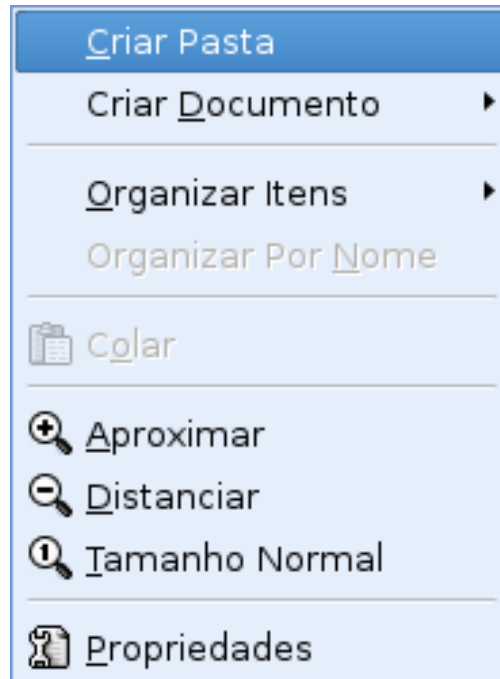 Criar Pasta
Criar Documento
Organizar Itens
Organizar Por Nome
Colar
Aproximar
Distanciar
Tamanho Normal
Propriedades